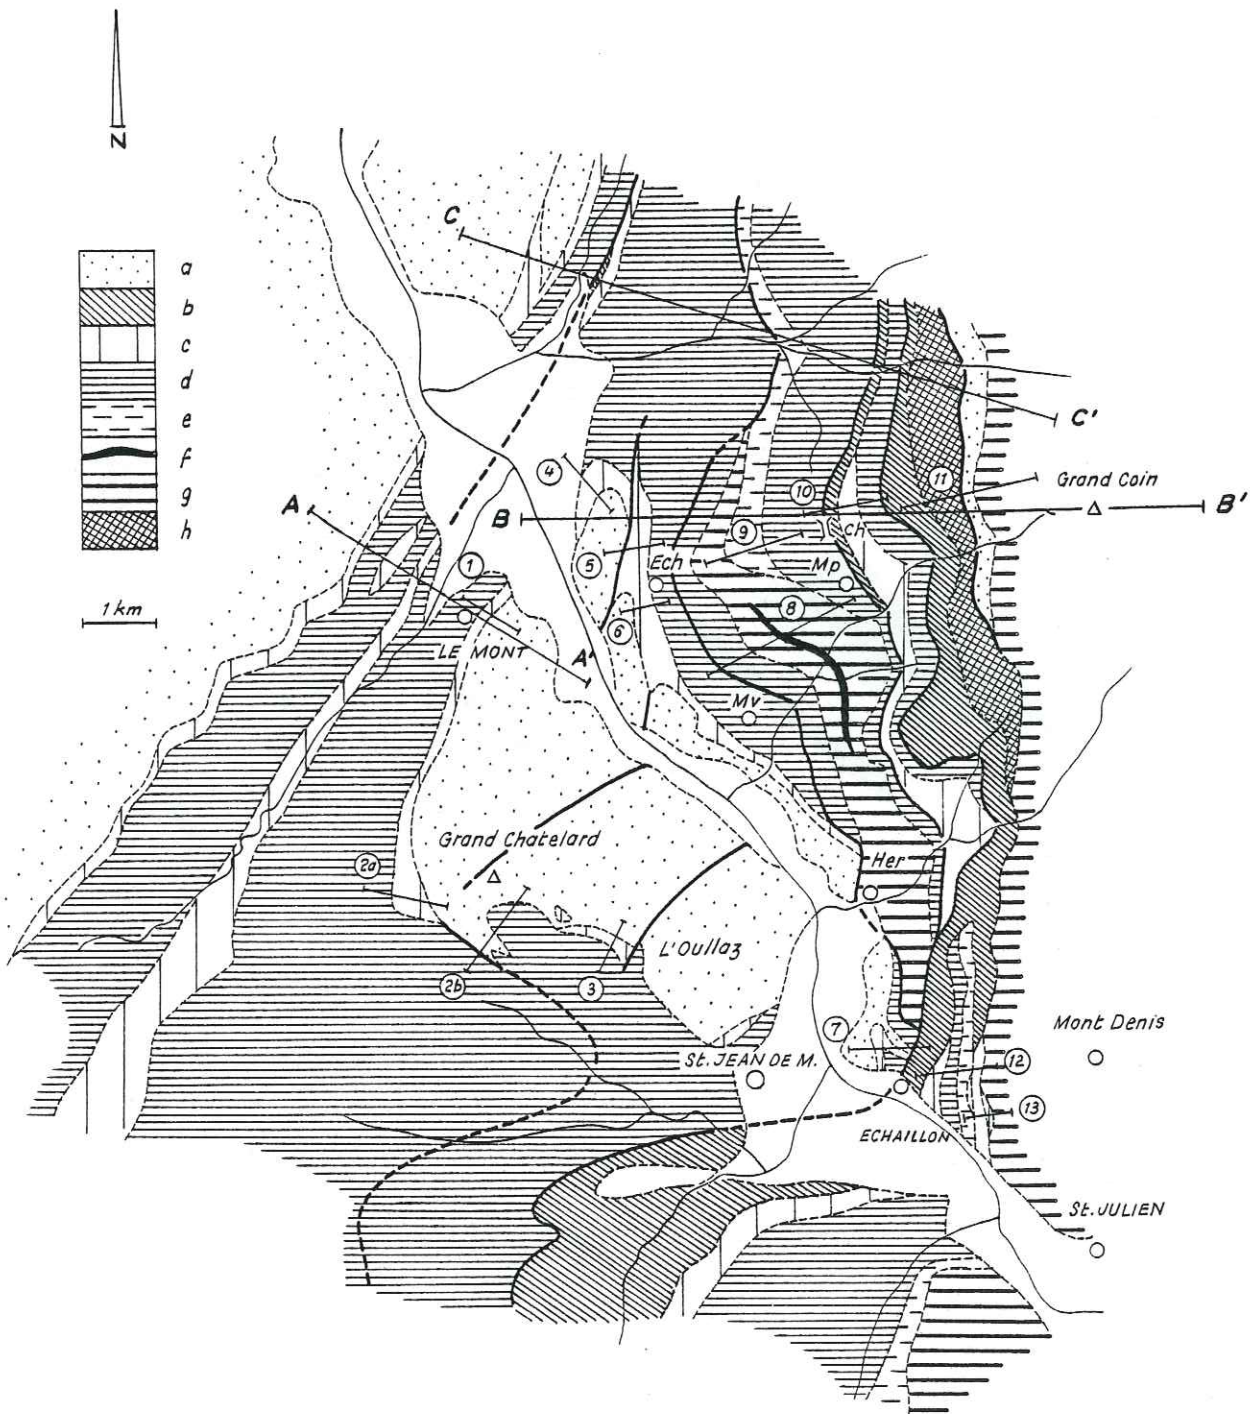 N
C
a
b
c
d
e
f
g
h
C'
4
11
Grand Coin
10
A
B
B'
9
Ch
1
5
Ech
Mp
1 km
8
6
LE MONT
A'
Mv
Grand Chatelard
2a
Her
L'Oullaz
2b
3
Mont Denis
7
St. JEAN DE M.
12
13
ECHAILLON
St. JULIEN